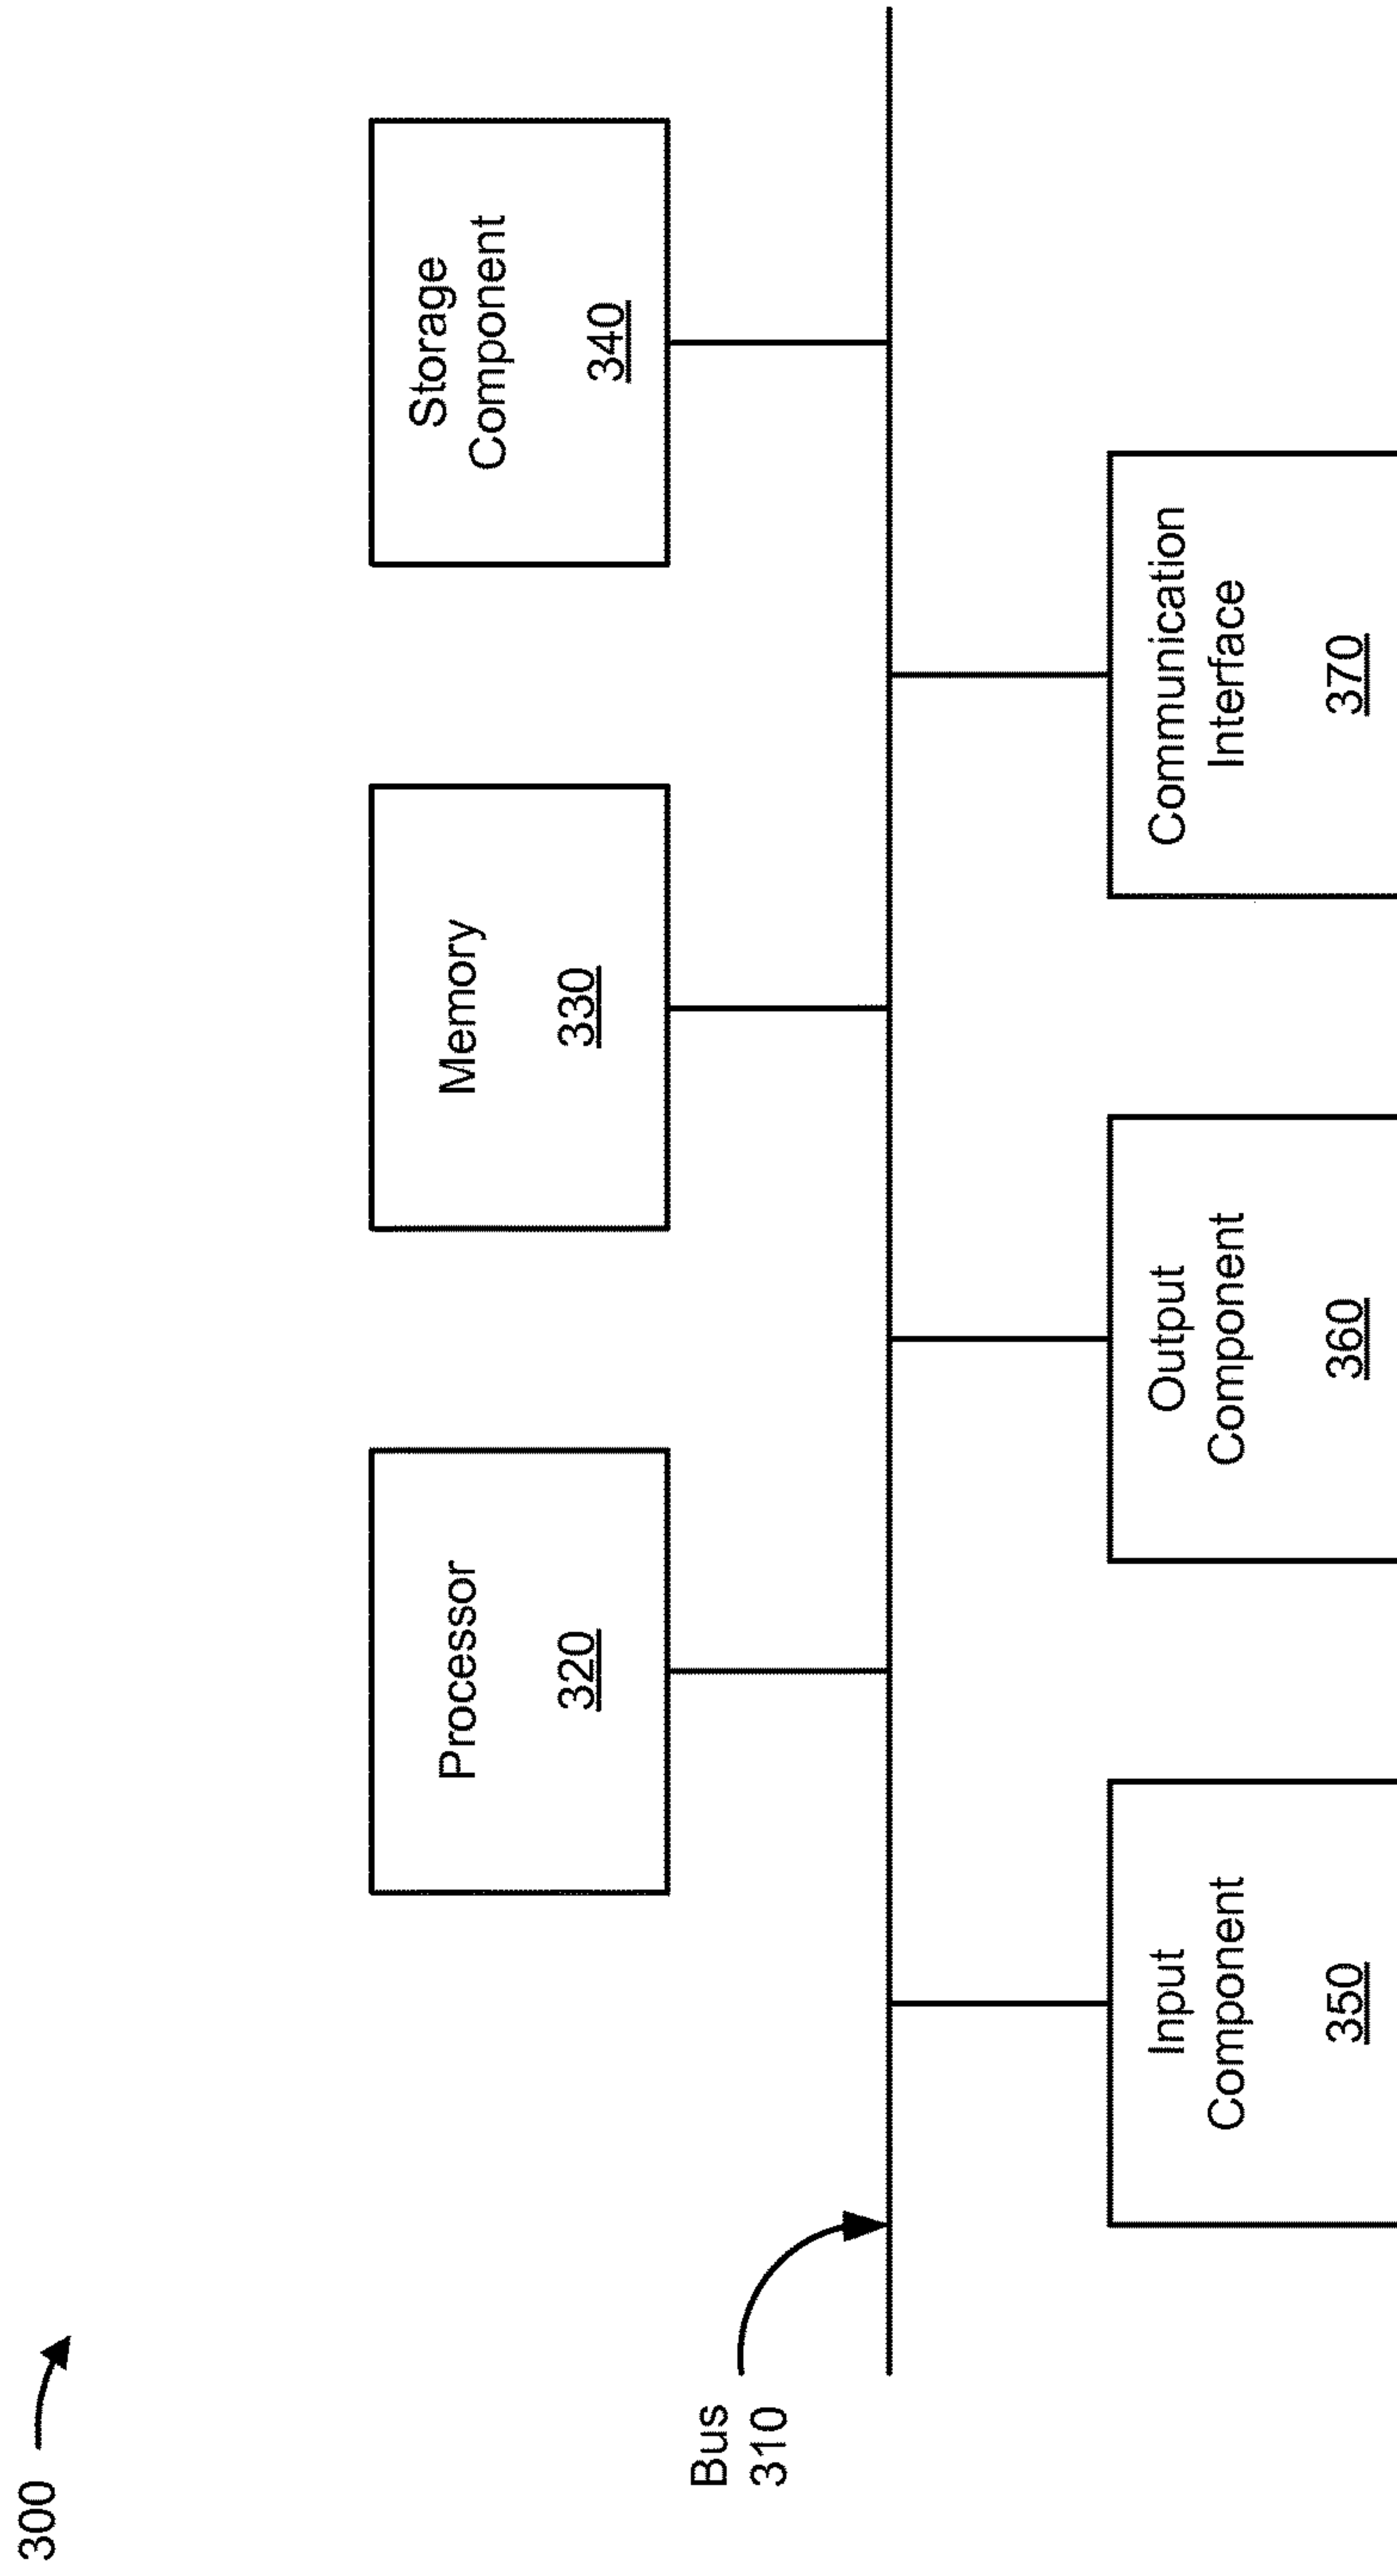 300
Bus
310
Processor
320
Memory
330
Storage
Component
340
Input
Component
350
Output
Component
360
Communication
Interface
370